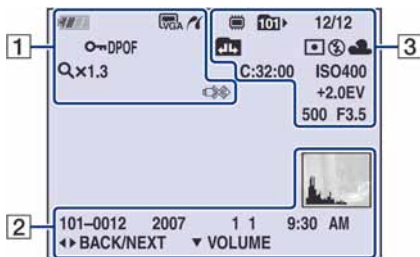 1
VGA
101
12/12
DPOF
×1.3
C:32:00
ISO400
+2.0EV
500 F3.5
3
2
101–0012 2007 1 1 9:30 AM
BACK/NEXT VOLUME